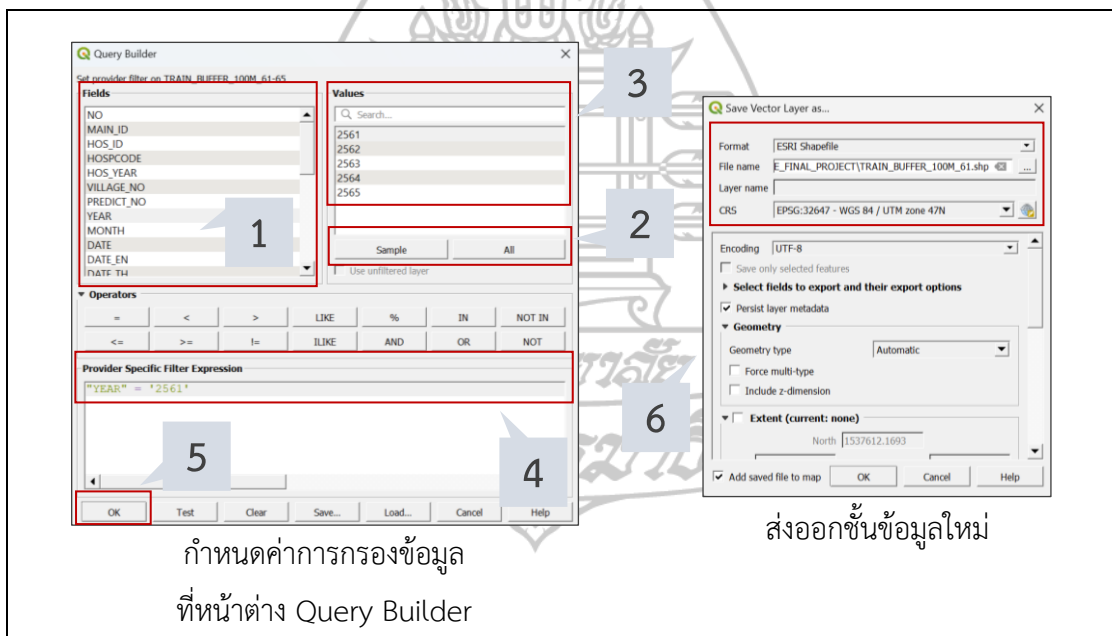 Query Builder
Set provider filter on TRAIN_BUFFER_100M_61-65
Fields
NO
MAIN_ID
HOS_ID
HOSPCODE
HOS_YEAR
VILLAGE_NO
PREDICT_NO
YEAR
MONTH
DATE
DATE_EN
DATE_TH
1
Values
Search...
2561
2562
2563
2564
2565
3
Sample All
2
Use unfiltered layer
Operators
= < > LIKE % IN NOT IN
<= >= != ILIKE AND OR NOT
Provider Specific Filter Expression
"YEAR" = '2561'
4
5
OK Test Clear Save... Load... Cancel Help
กำหนดค่าการกรองข้อมูล
ที่หน้าต่าง Query Builder
Save Vector Layer as...
Format ESRI Shapefile
File name E_FINAL_PROJECT\TRAIN_BUFFER_100M_61.shp ...
Layer name
CRS EPSG:32647 - WGS 84 / UTM zone 47N
Encoding UTF-8
Save only selected features
Select fields to export and their export options
Persist layer metadata
Geometry
Geometry type Automatic
Force multi-type
Include z-dimension
6
Extent (current: none)
North 1537612.1693
Add saved file to map OK Cancel Help
ส่งออกชั้นข้อมูลใหม่